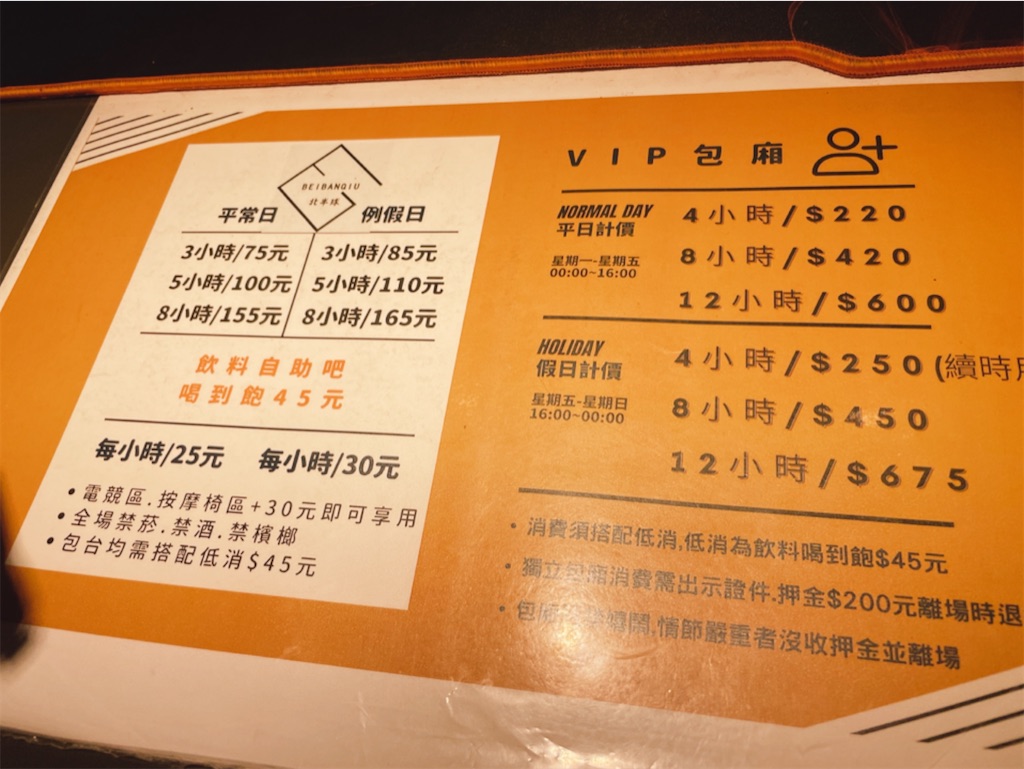 BEIBANQIU
北半球
平常日 例假日
3小時/75元 3小時/85元
5小時/100元 5小時/110元
8小時/155元 8小時/165元
飲料自助吧
喝到飽45元
每小時/25元 每小時/30元
•電競區.按摩椅區+30元即可享用
•全場禁菸.禁酒.禁檳榔
•包台均需搭配低消$45元
VIP包廂
NORMAL DAY
平日計價
星期一-星期五
00:00~16:00
4小時/$220
8小時/$420
12小時/$600
HOLIDAY
假日計價
星期五-星期日
16:00~00:00
4小時/$250(續時
8小時/$450
12小時/$675
•消費須搭配低消,低消為飲料喝到飽$45元
•獨立包廂消費需出示證件.押金$200元離場時退
•包廂 鬧,情節嚴重者沒收押金並離場